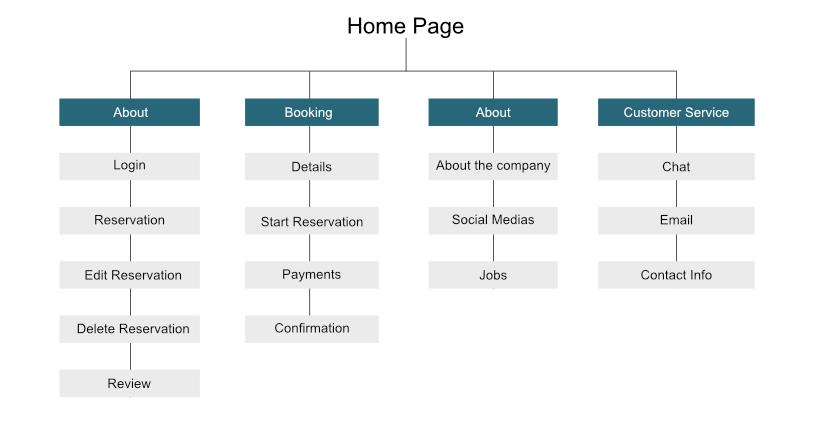 Home Page
About
Login
Reservation
Edit Reservation
Delete Reservation
Review
Booking
Details
Start Reservation
Payments
Confirmation
About
About the company
Social Medias
Jobs
Customer Service
Chat
Email
Contact Info